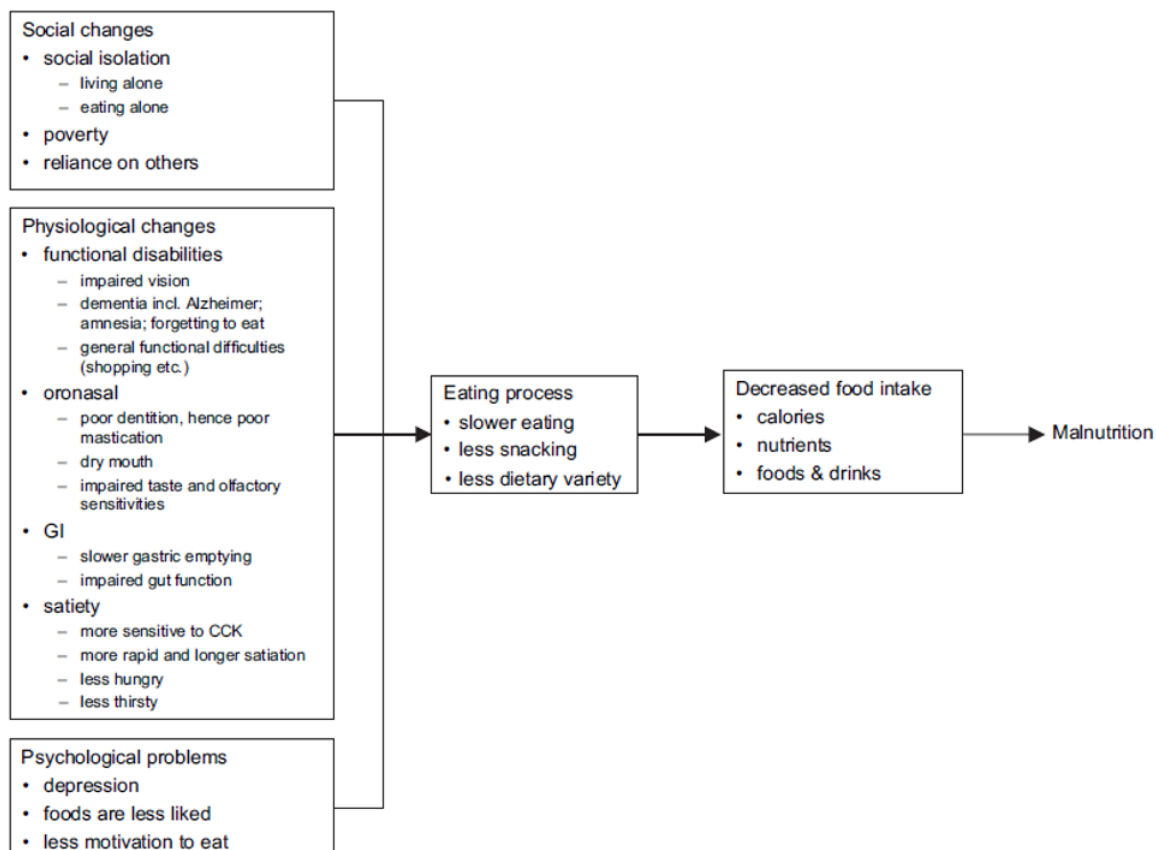 Social changes
• social isolation
– living alone
– eating alone
• poverty
• reliance on others
Physiological changes
• functional disabilities
– impaired vision
– dementia incl. Alzheimer;
amnesia; forgetting to eat
– general functional difficulties
(shopping etc.)
• oronasal
– poor dentition, hence poor
mastication
– dry mouth
– impaired taste and olfactory
sensitivities
• GI
– slower gastric emptying
– impaired gut function
• satiety
– more sensitive to CCK
– more rapid and longer satiation
– less hungry
– less thirsty
Psychological problems
• depression
• foods are less liked
• less motivation to eat
Eating process
• slower eating
• less snacking
• less dietary variety
Decreased food intake
• calories
• nutrients
• foods & drinks
Malnutrition